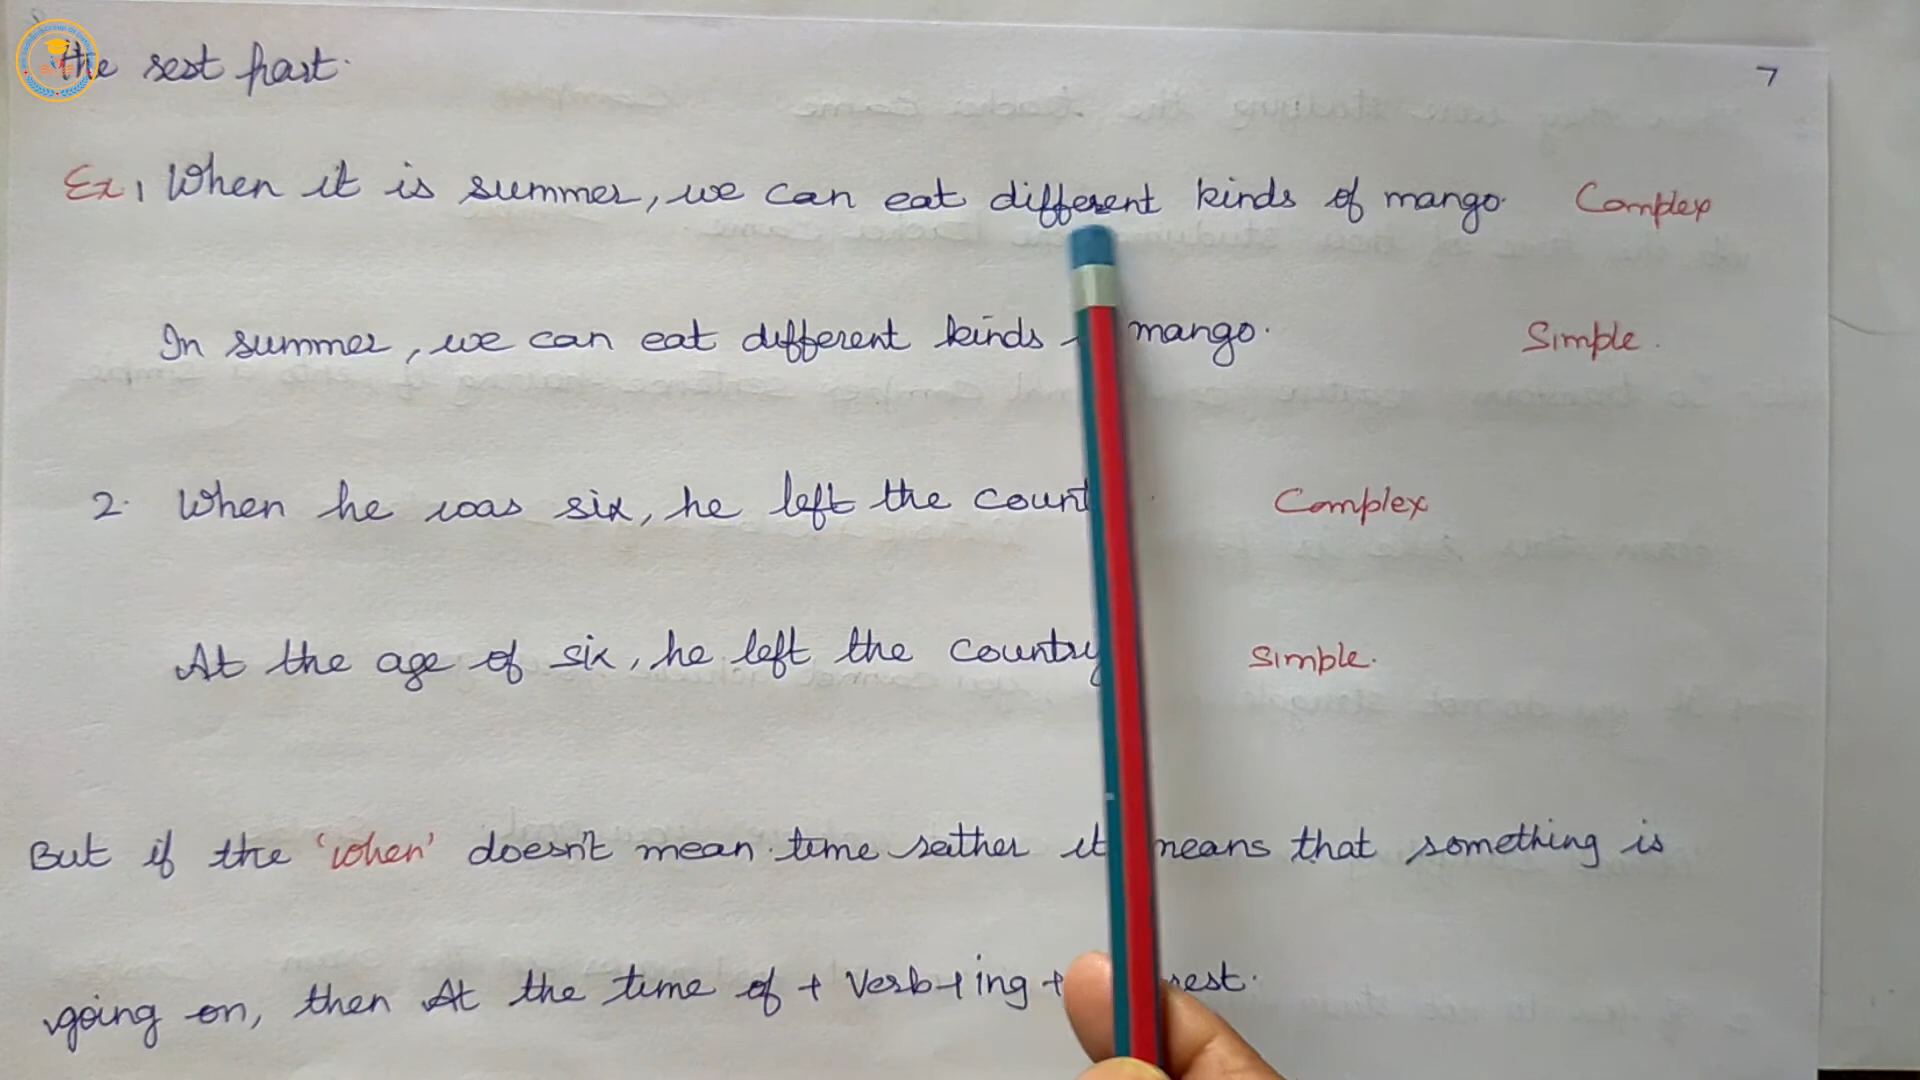 the rest part.
7
Ex, 1 When it is summer, we can eat different kinds of mango. Complex
In summer, we can eat different kinds mango. Simple.
2. When he was six, he left the count Complex
At the age of six, he left the country Simple.
But if the 'when' doesn't mean time rather it means that something is
going on, then At the time of + Verb + ing + rest.